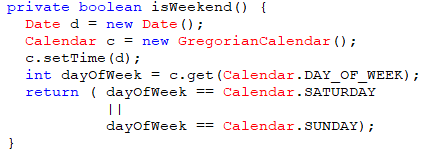 private boolean isWeekend() {
  Date d = new Date();
  Calendar c = new GregorianCalendar();
  c.setTime(d);
  int dayOfWeek = c.get(Calendar.DAY_OF_WEEK);
  return ( dayOfWeek == Calendar.SATURDAY
           ||
           dayOfWeek == Calendar.SUNDAY);
}